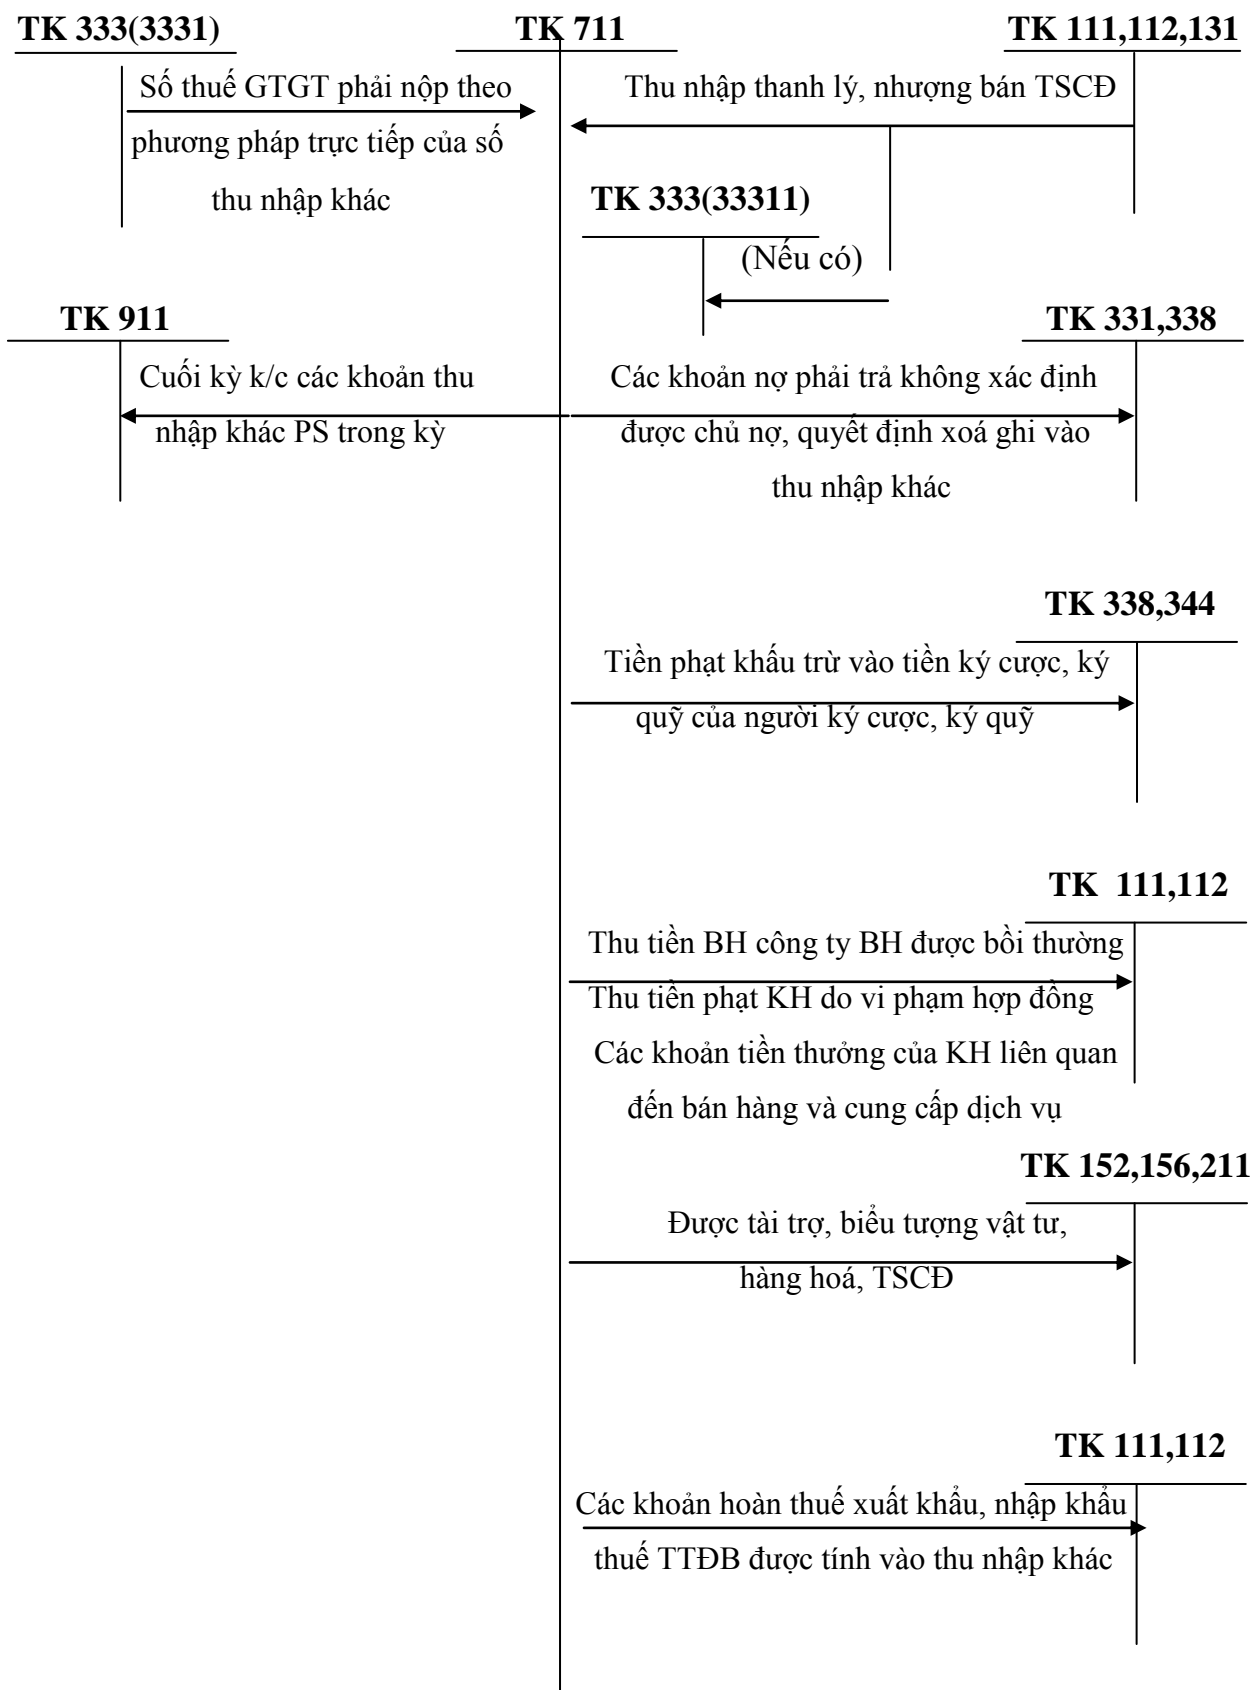 TK 333(3331)
TK 711
TK 111,112,131
Số thuế GTGT phải nộp theo
phương pháp trực tiếp của số
thu nhập khác
Thu nhập thanh lý, nhượng bán TSCĐ
TK 333(33311)
(Nếu có)
TK 911
Cuối kỳ k/c các khoản thu
nhập khác PS trong kỳ
TK 331,338
Các khoản nợ phải trả không xác định
được chủ nợ, quyết định xoá ghi vào
thu nhập khác
TK 338,344
Tiền phạt khấu trừ vào tiền ký cược, ký
quỹ của người ký cược, ký quỹ
TK 111,112
Thu tiền BH công ty BH được bồi thường
Thu tiền phạt KH do vi phạm hợp đồng
Các khoản tiền thưởng của KH liên quan
đến bán hàng và cung cấp dịch vụ
TK 152,156,211
Được tài trợ, biểu tượng vật tư,
hàng hoá, TSCĐ
TK 111,112
Các khoản hoàn thuế xuất khẩu, nhập khẩu
thuế TTĐB được tính vào thu nhập khác